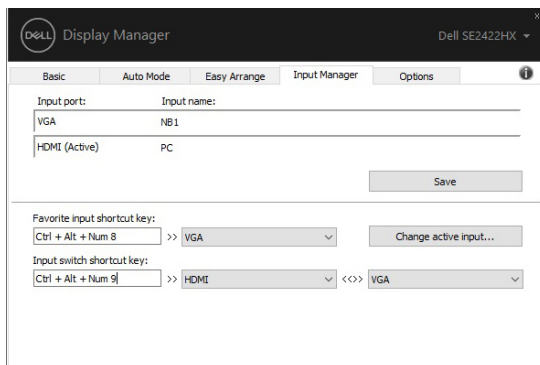 DELL Display Manager Dell SE2422HX
Basic Auto Mode Easy Arrange Input Manager Options
Input port: Input name:
VGA NB1
HDMI (Active) PC
Save
Favorite input shortcut key:
Ctrl + Alt + Num 8 >> VGA Change active input...
Input switch shortcut key:
Ctrl + Alt + Num 9 >> HDMI <<>> VGA